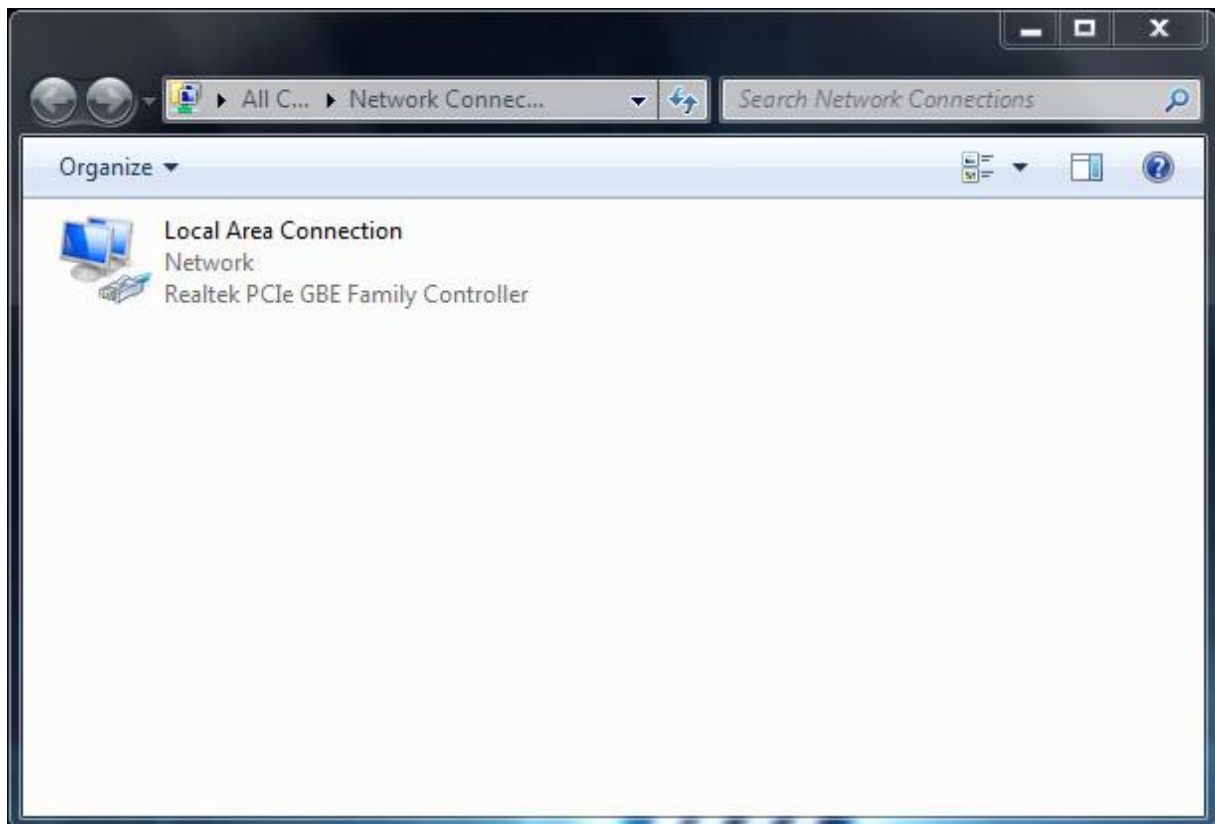 All C... Network Connec...
Search Network Connections
Organize
Local Area Connection
Network
Realtek PCIe GBE Family Controller